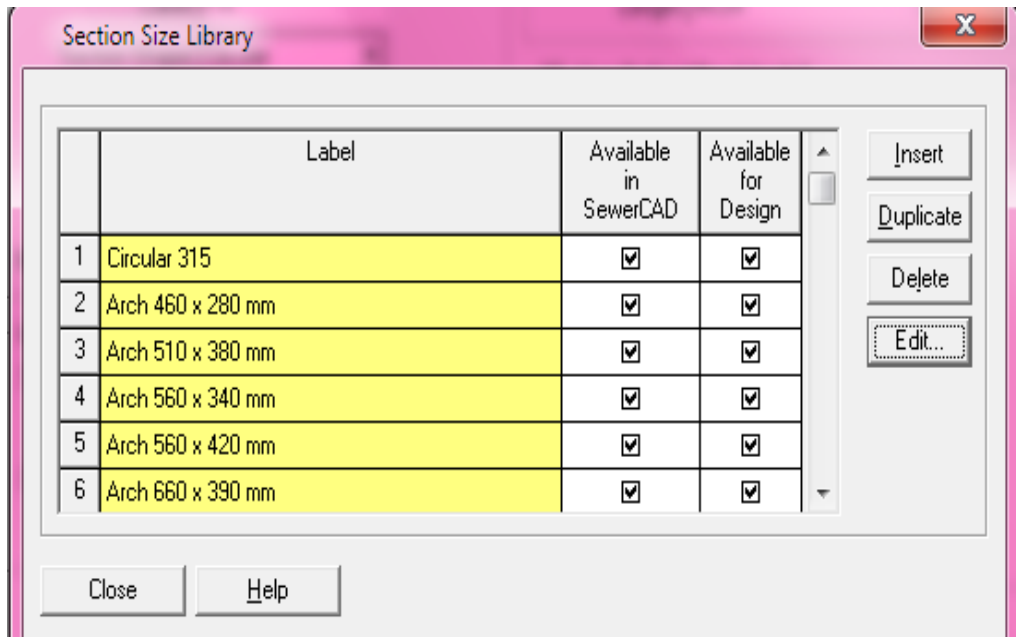 Section Size Library
X
Label
Available in SewerCAD
Available for Design
1 Circular 315
2 Arch 460 x 280 mm
3 Arch 510 x 380 mm
4 Arch 560 x 340 mm
5 Arch 560 x 420 mm
6 Arch 660 x 390 mm
Insert
Duplicate
Delete
Edit...
Close
Help